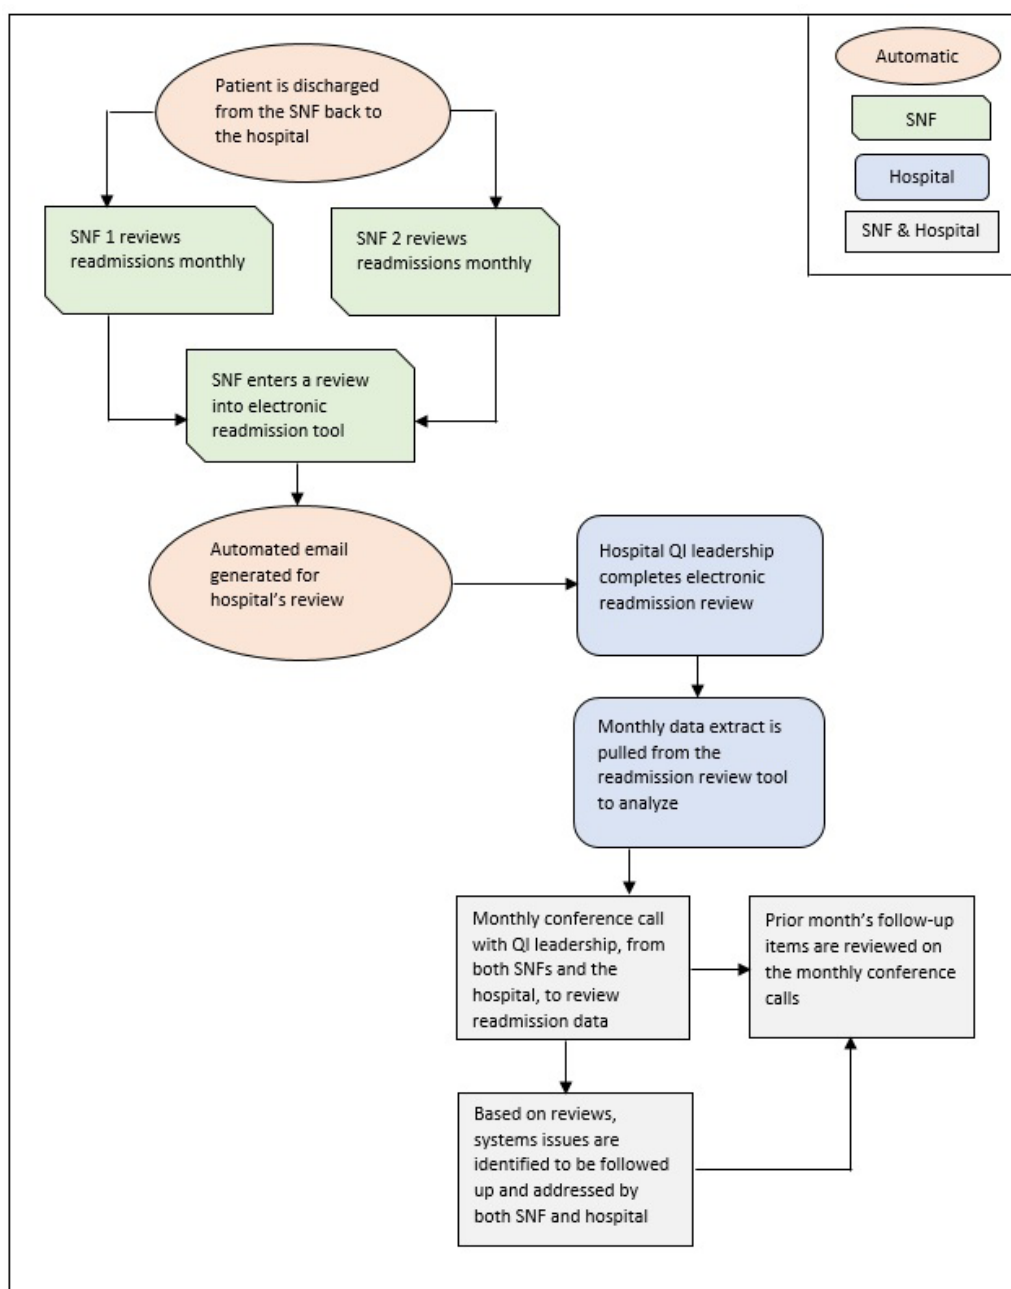 Patient is discharged
from the SNF back to
the hospital
Automatic
SNF
Hospital
SNF & Hospital
SNF 1 reviews
readmissions monthly
SNF 2 reviews
readmissions monthly
SNF enters a review
into electronic
readmission tool
Automated email
generated for
hospital's review
Hospital QI leadership
completes electronic
readmission review
Monthly data extract is
pulled from the
readmission review tool
to analyze
Monthly conference call
with QI leadership, from
both SNFs and the
hospital, to review
readmission data
Prior month's follow-up
items are reviewed on
the monthly conference
calls
Based on reviews,
systems issues are
identified to be followed
up and addressed by
both SNF and hospital